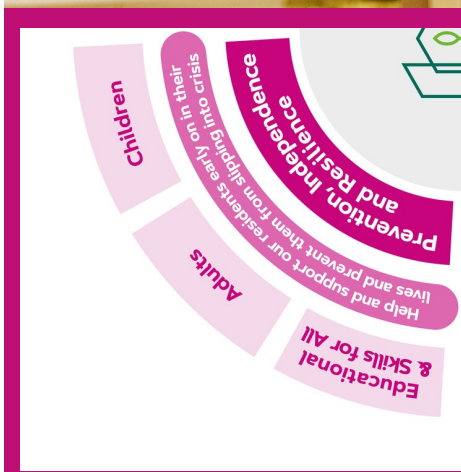 Prevention, Independence
and Resilience
Help and support our residents early on in their
lives and prevent them from slipping into crisis
Educational
& Skills for All
Adults
Children